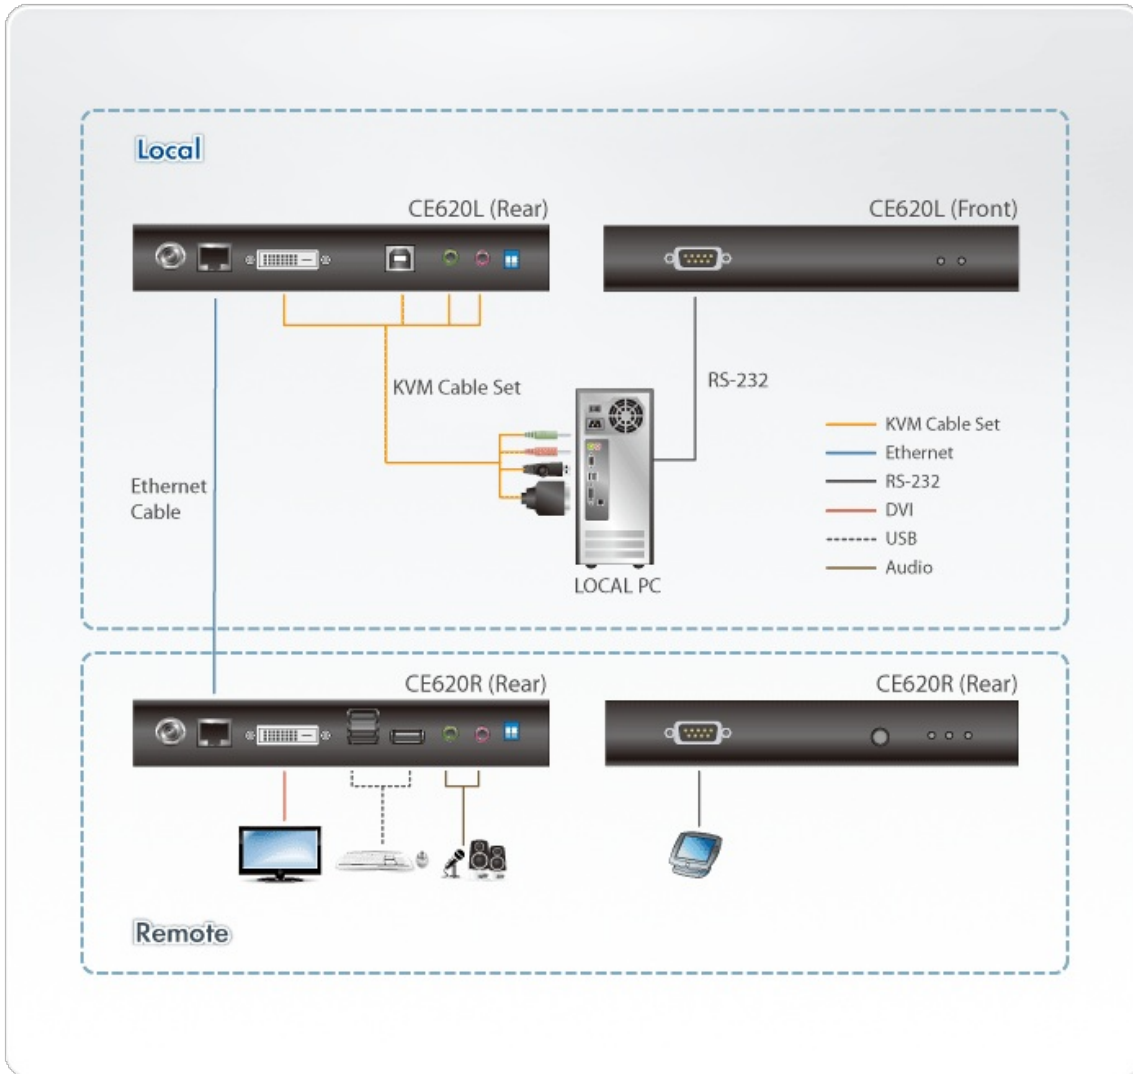 Local
CE620L (Rear)
CE620L (Front)
KVM Cable Set
RS-232
Ethernet
Cable
LOCAL PC
KVM Cable Set
Ethernet
RS-232
DVI
USB
Audio
CE620R (Rear)
CE620R (Rear)
Remote